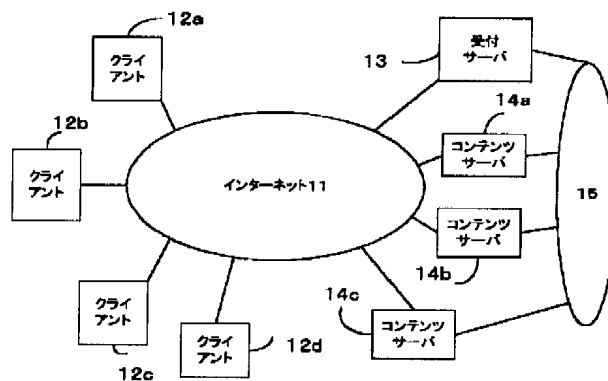 12a
クライ
アント
12b
クライ
アント
インターネット11
クライ
アント
12c
クライ
アント
12d
13
受付
サーバ
14a
コンテンツ
サーバ
コンテンツ
サーバ
14b
14c
コンテンツ
サーバ
15